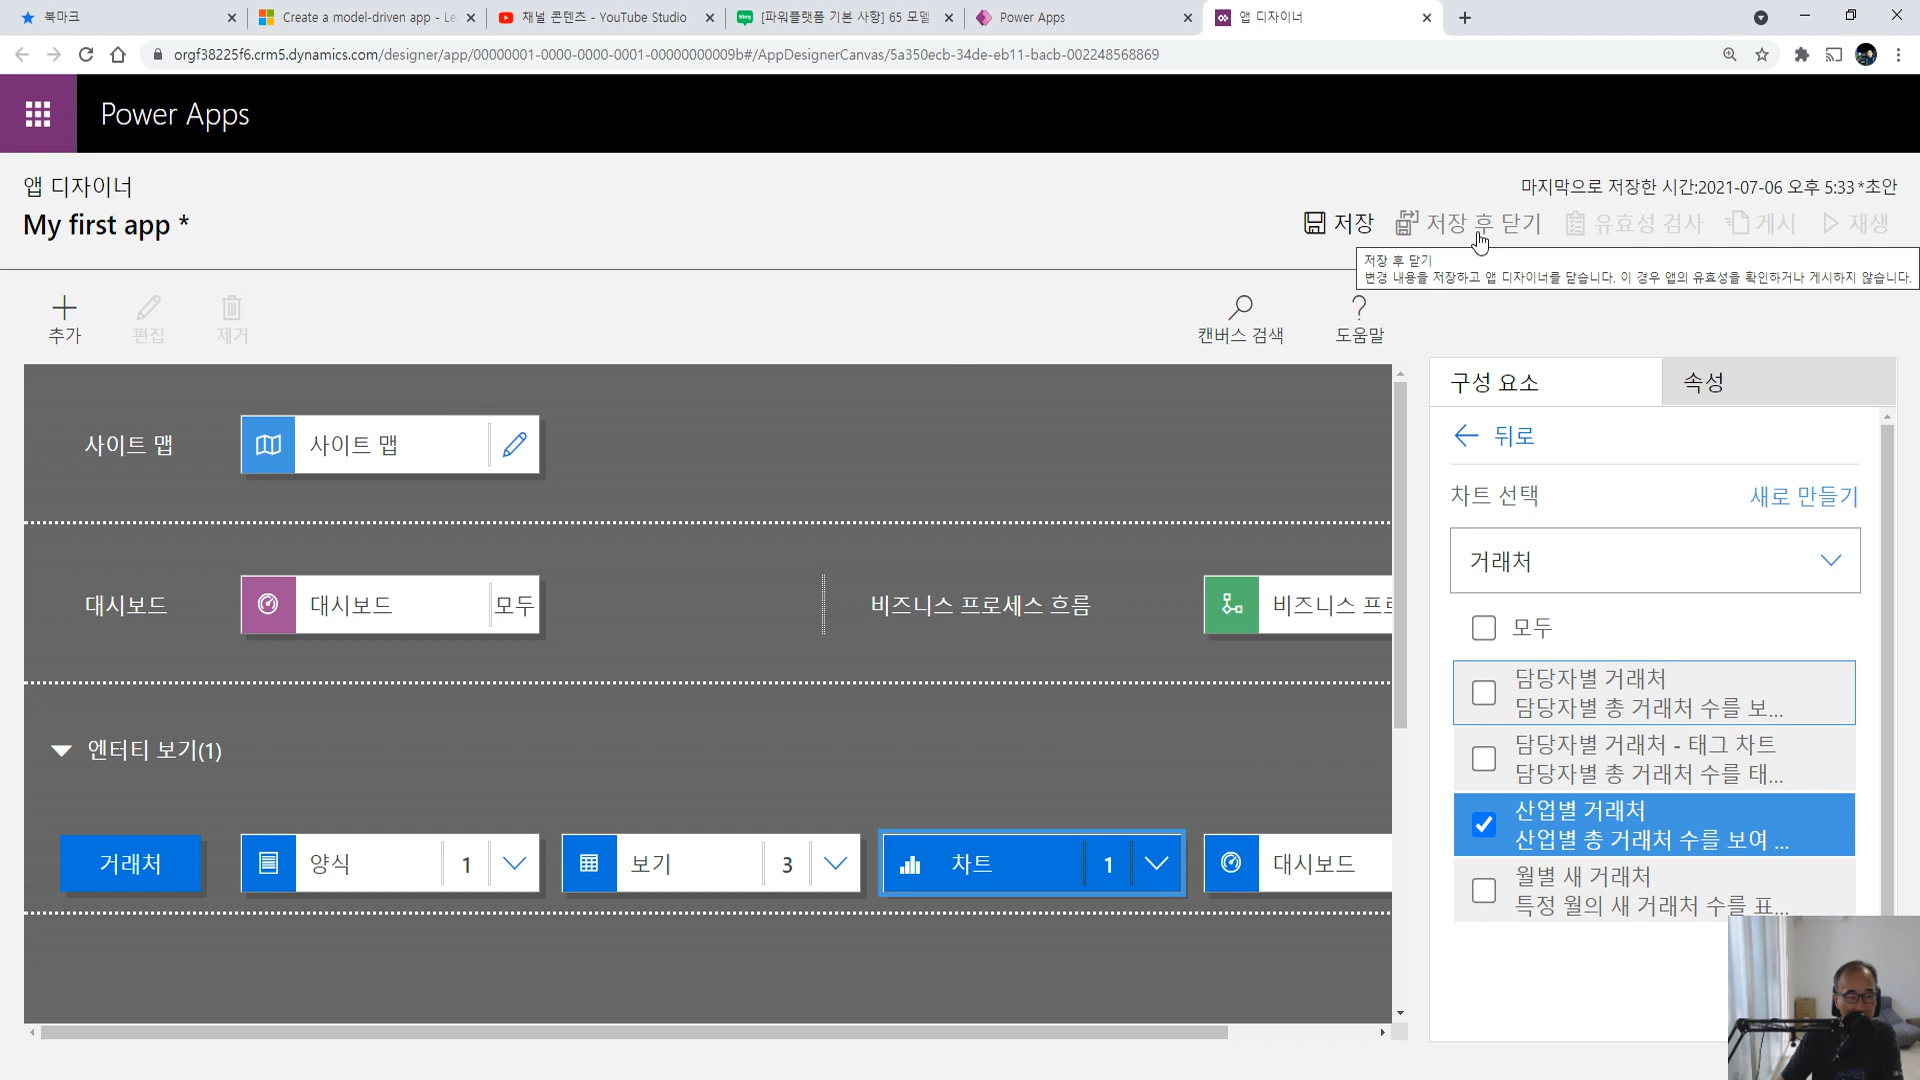 북마크
Create a model-driven app - Le
채널 콘텐츠 - YouTube Studio
[파워플랫폼 기본 사항] 65 모델
Power Apps
앱 디자이너
orgf38225f6.crm5.dynamics.com/designer/app/00000001-0000-0000-0001-00000000009b#/AppDesignerCanvas/5a350ecb-34de-eb11-bacb-002248568869
Power Apps
앱 디자이너
마지막으로 저장한 시간:2021-07-06 오후 5:33 *초안
My first app *
저장
저장 후 닫기
유효성 검사
게시
재생
저장 후 닫기
변경 내용을 저장하고 앱 디자이너를 닫습니다. 이 경우 앱의 유효성을 확인하거나 게시하지 않습니다.
추가
편집
제거
캔버스 검색
도움말
구성 요소
속성
뒤로
차트 선택
새로 만들기
거래처
모두
담당자별 거래처
담당자별 총 거래처 수를 보...
담당자별 거래처 - 태그 차트
담당자별 총 거래처 수를 태...
산업별 거래처
산업별 총 거래처 수를 보여 ...
월별 새 거래처
특정 월의 새 거래처 수를 표...
사이트 맵
사이트 맵
대시보드
대시보드
모두
비즈니스 프로세스 흐름
비즈니스 프로
엔터티 보기(1)
거래처
양식
1
보기
3
차트
1
대시보드